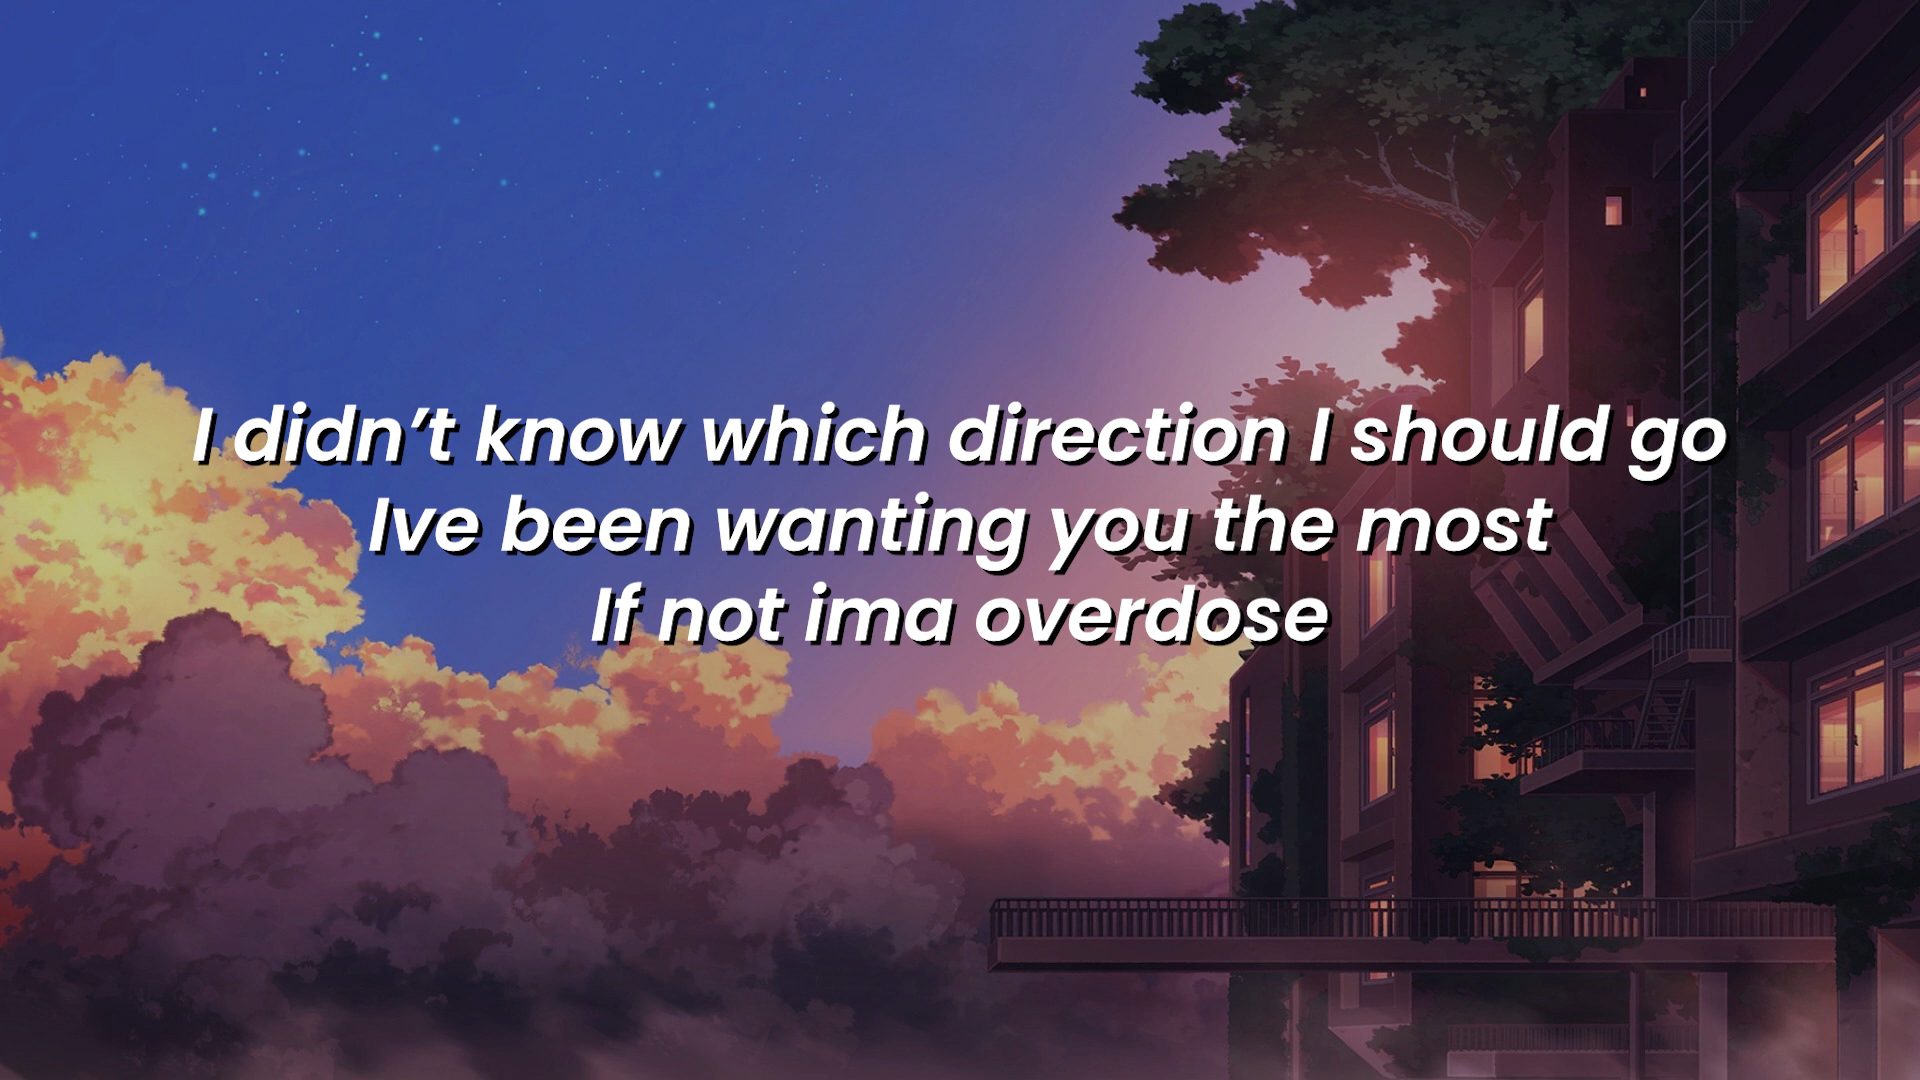 I didn’t know which direction I should go
Ive been wanting you the most
If not ima overdose